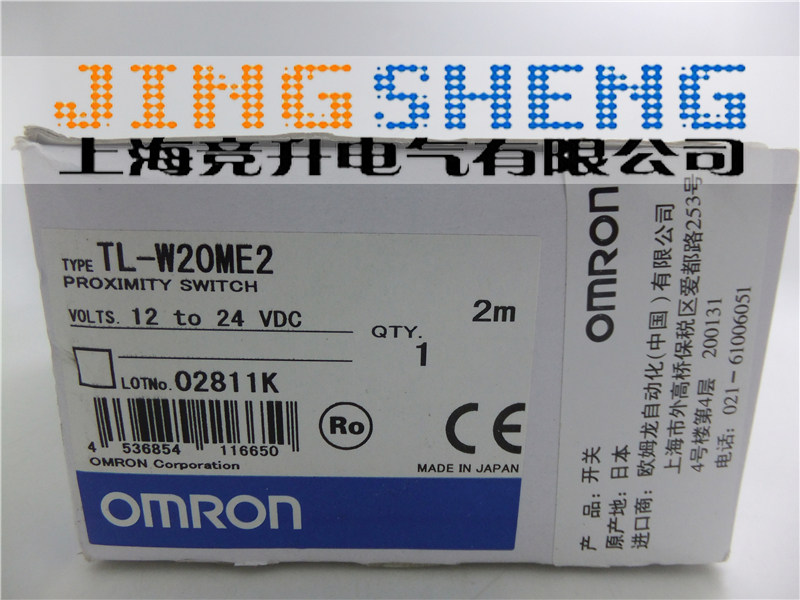 JINGSHENG
上海竞升电气有限公司
TYPE TL-W20ME2
PROXIMITY SWITCH
VOLTS. 12 to 24 VDC
2m
QTY.
1
LOTNo. 02811K
4 536854 116650
Ro
CE
OMRON Corporation
MADE IN JAPAN
OMRON
OMRON
产 品: 开关
原产地: 日本
进口商: 欧姆龙自动化(中国)有限公司
上海市外高桥保税区爱都路253号
4号楼第4层 200131
电话: 021-61006051